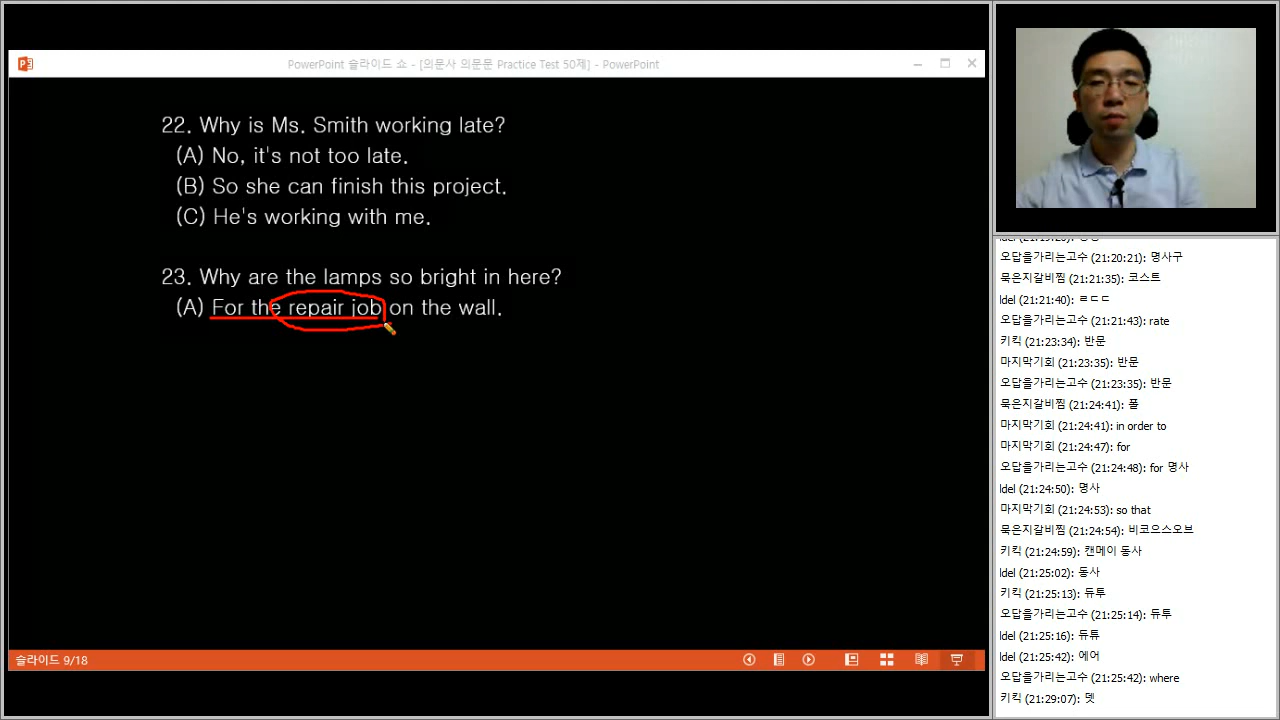 PowerPoint 슬라이드 쇼 - [의문사 의문문 Practice Test 50제] - PowerPoint
22. Why is Ms. Smith working late?
(A) No, it's not too late.
(B) So she can finish this project.
(C) He's working with me.
23. Why are the lamps so bright in here?
(A) For the repair job on the wall.
슬라이드 9/18
오답을가리는고수 (21:20:21): 명사구
묵은지갈비찜 (21:21:35): 코스트
ldel (21:21:40): ㄹㄷㄷ
오답을가리는고수 (21:21:43): rate
키킥 (21:23:34): 반문
마지막기회 (21:23:35): 반문
오답을가리는고수 (21:23:35): 반문
묵은지갈비찜 (21:24:41): 폴
마지막기회 (21:24:41): in order to
마지막기회 (21:24:47): for
오답을가리는고수 (21:24:48): for 명사
ldel (21:24:50): 명사
마지막기회 (21:24:53): so that
묵은지갈비찜 (21:24:54): 비코으스오브
키킥 (21:24:59): 캔메이 동사
ldel (21:25:02): 동사
키킥 (21:25:13): 듀투
오답을가리는고수 (21:25:14): 듀투
ldel (21:25:16): 듀튜
ldel (21:25:42): 에어
오답을가리는고수 (21:25:42): where
키킥 (21:29:07): 뎃